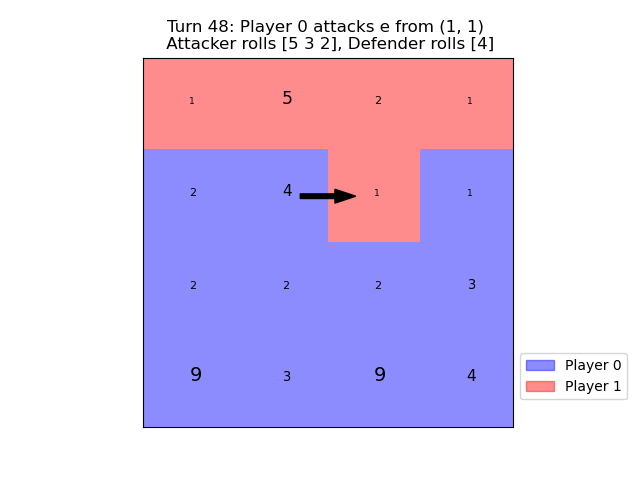 Turn 48: Player 0 attacks e from (1, 1)
Attacker rolls [5 3 2], Defender rolls [4]
1 5 2 1
2 4 1 1
2 2 2 3
9 3 9 4
Player 0
Player 1